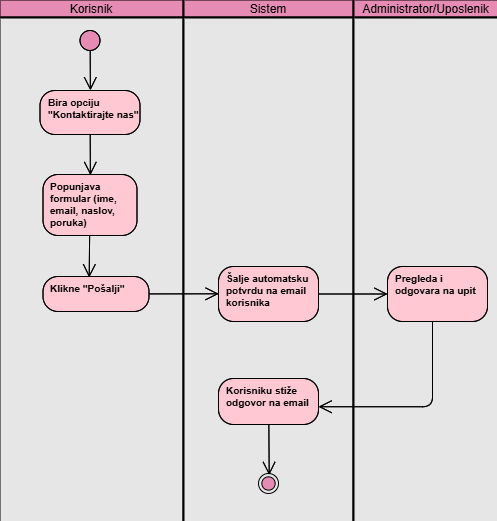 Korisnik
Sistem
Administrator/Uposlenik
Bira opciju
"Kontaktirajte nas"
Popunjava
formular (ime,
email, naslov,
poruka)
Klikne "Pošalji"
Šalje automatsku
potvrdu na email
korisnika
Pregleda i
odgovara na upit
Korisniku stiže
odgovor na email